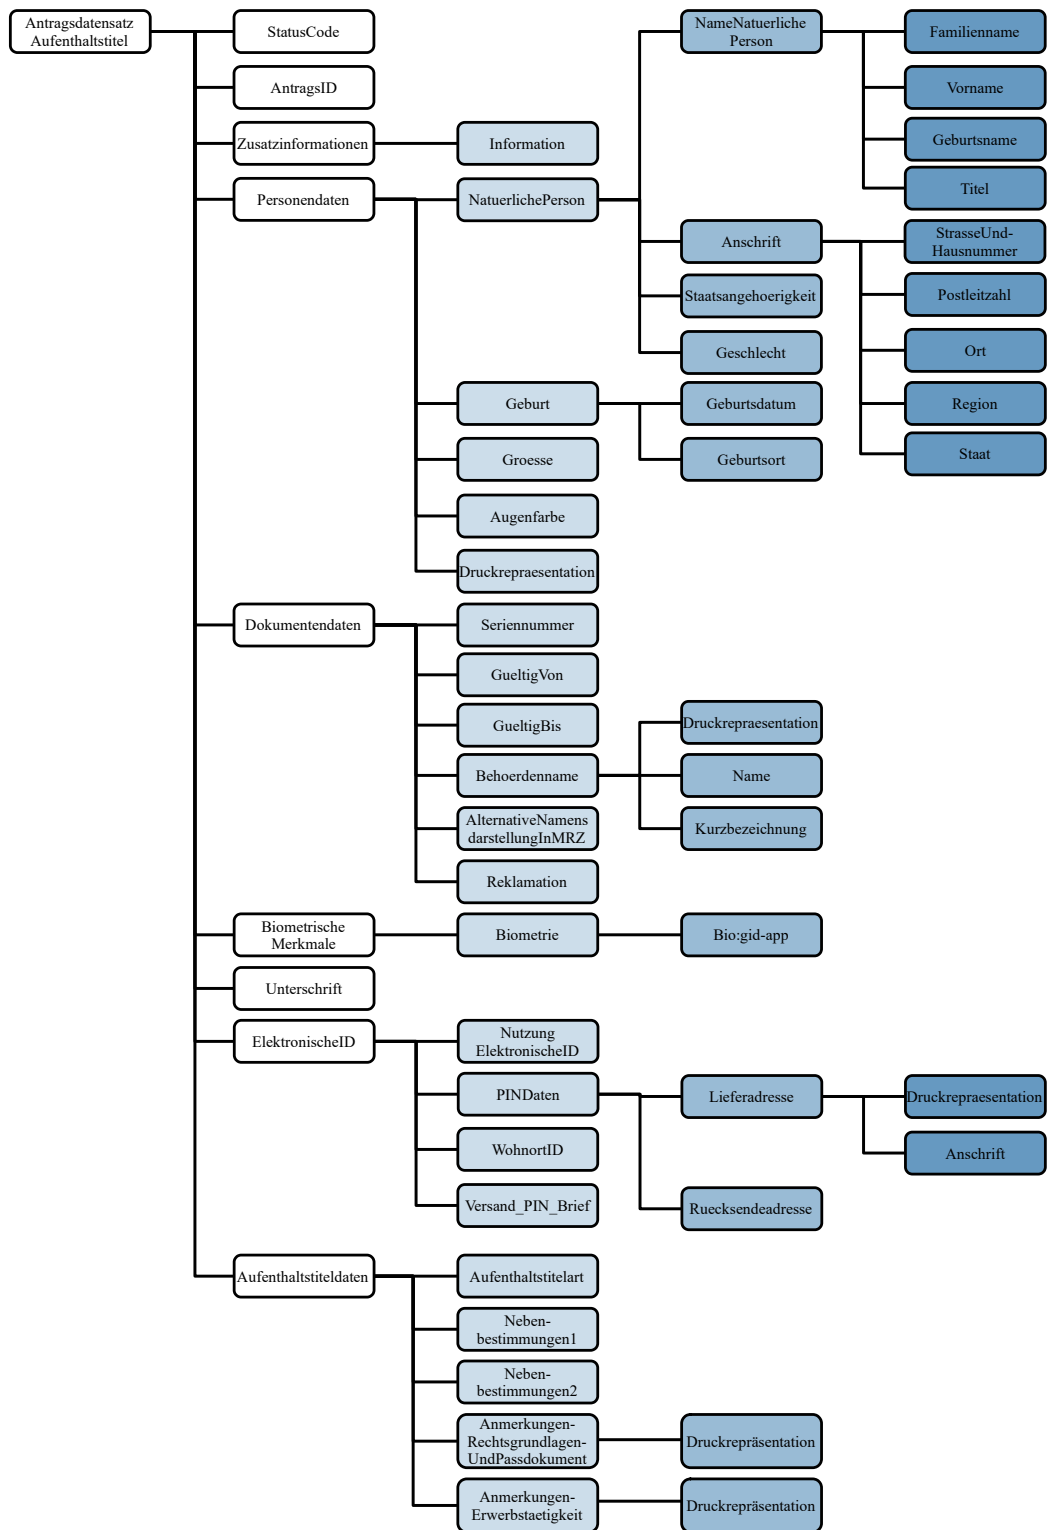 Antragsdatensatz
Aufenthaltstitel
StatusCode
AntragsID
Zusatzinformationen
Information
Personendaten
NatuerlichePerson
NameNatuerliche
Person
Familienname
Vorname
Geburtsname
Titel
Anschrift
StrasseUnd-
Hausnummer
Postleitzahl
Ort
Region
Staat
Staatsangehoerigkeit
Geschlecht
Geburt
Geburtsdatum
Geburtsort
Groesse
Augenfarbe
Druckrepraesentation
Dokumentendaten
Seriennummer
GueltigVon
GueltigBis
Behoerdenname
Druckrepraesentation
Name
Kurzbezeichnung
AlternativeNamens
darstellungInMRZ
Reklamation
Biometrische
Merkmale
Biometrie
Bio:gid-app
Unterschrift
ElektronischeID
Nutzung
ElektronischeID
PINDaten
Lieferadresse
Druckrepraesentation
Anschrift
Ruecksendeadresse
WohnortID
Versand_PIN_Brief
Aufenthaltstiteldaten
Aufenthaltstitelart
Neben-
bestimmungen1
Neben-
bestimmungen2
Anmerkungen-
Rechtsgrundlagen-
UndPassdokument
Druckrepräsentation
Anmerkungen-
Erwerbstaetigkeit
Druckrepräsentation